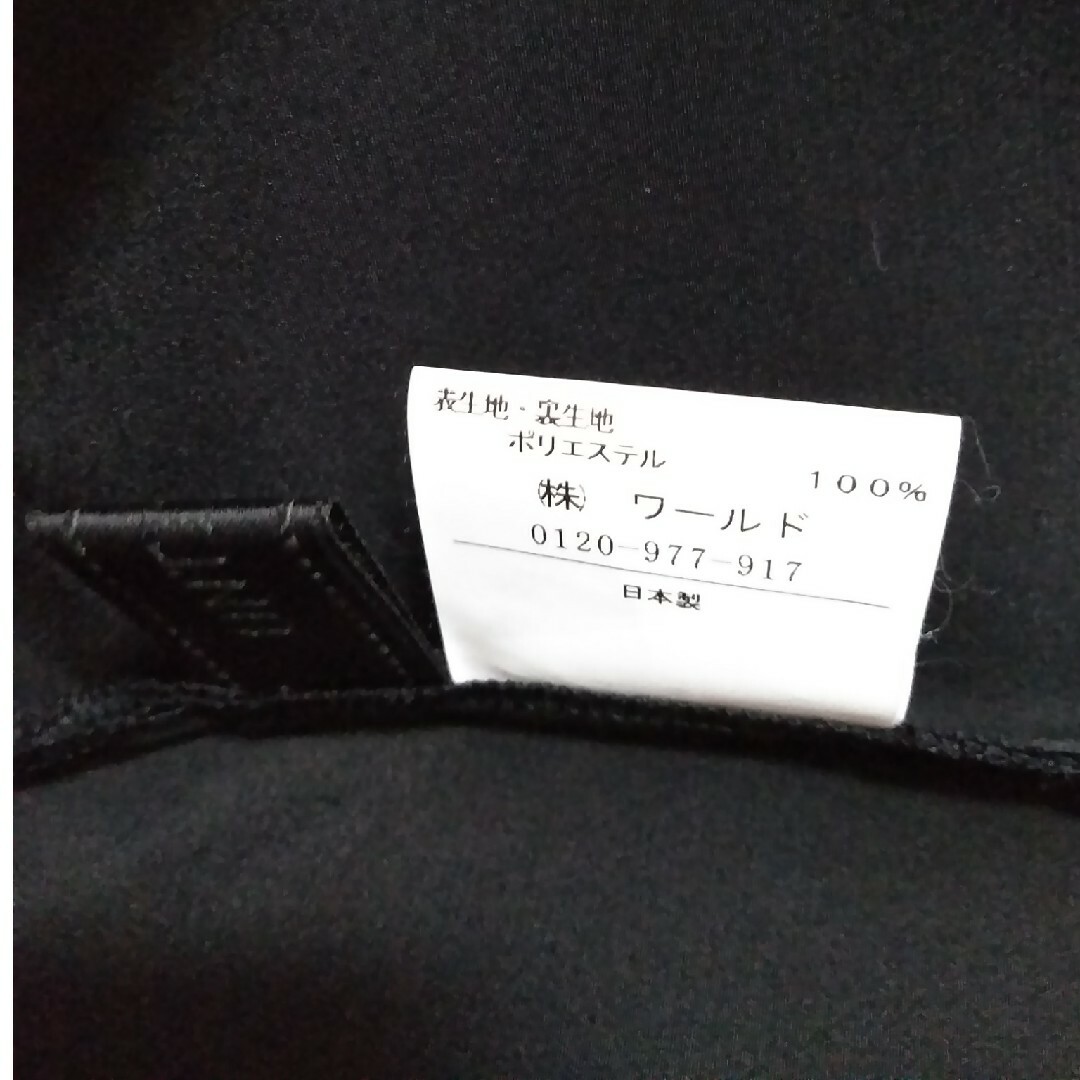 表生地・裏生地
ポリエステル 100%
㈱ ワールド
0120-977-917
日本製